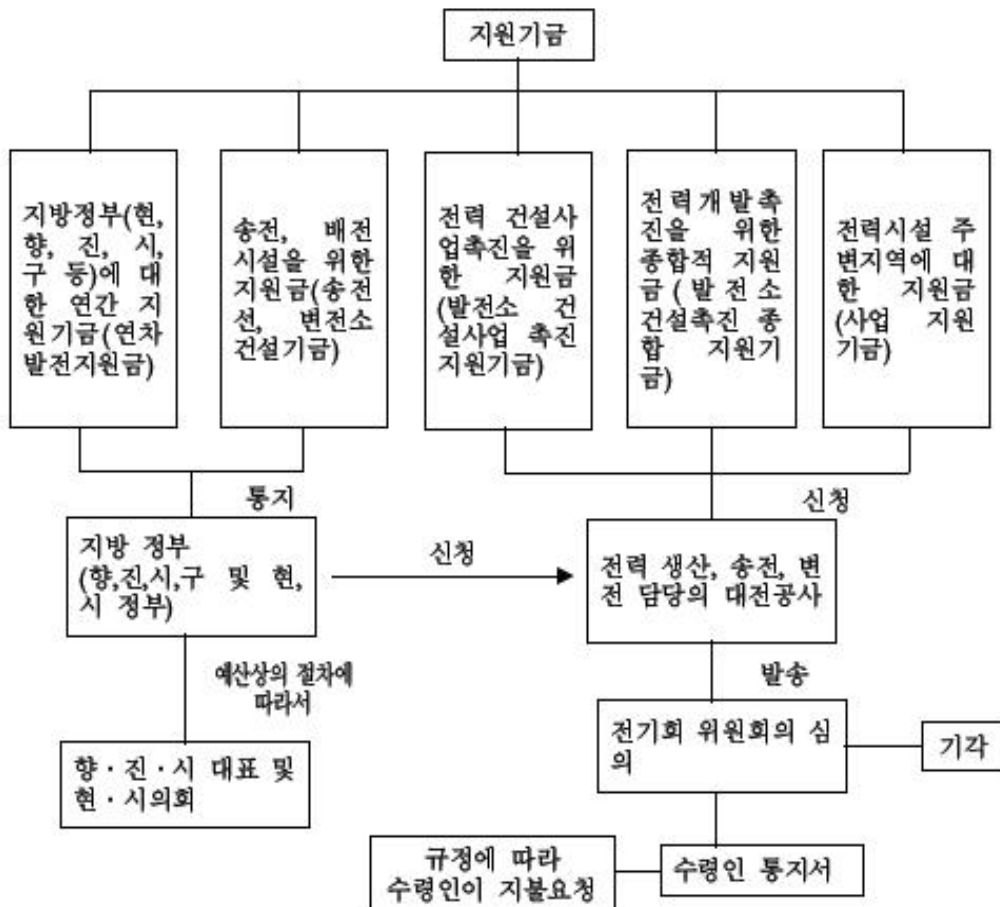 지원기금
지방정부(현,
향, 진, 시,
구 등)에 대
한 연간 지
원기금(연차
발전지원금)
송전, 배전
시설을 위한
지원금(송전
선, 변전소
건설기금)
전력 건설사
업촉진을 위
한 지원금
(발전소 건
설사업 촉진
지원기금)
전력개발촉
진을 위한
종합적 지원
금(발전소
건설촉진 종
합 지원기
금)
전력시설 주
변지역에 대
한 지원금
(사업 지원
기금)
통지
신청
지방 정부
(향,진,시,구 및 현,
시 정부)
신청
전력 생산, 송전, 변
전 담당의 대전공사
예산상의 절차에
따라서
발송
향·진·시 대표 및
현·시의회
전기회 위원회의 심
의
기각
규정에 따라
수령인이 지불요청
수령인 통지서